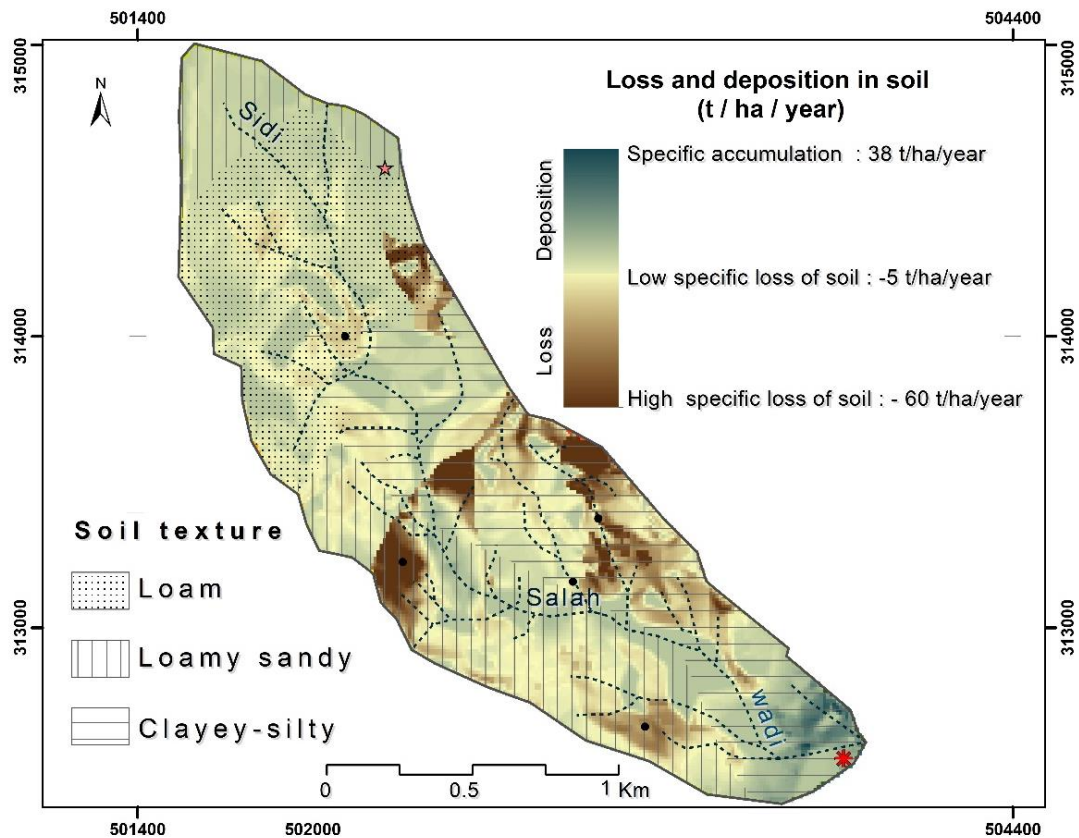 501400
504400
315000
315000
N
Loss and deposition in soil
(t / ha / year)
Specific accumulation : 38 t/ha/year
Deposition
Low specific loss of soil : -5 t/ha/year
Loss
High specific loss of soil : - 60 t/ha/year
Sidi
314000
314000
Soil texture
Loam
Loamy sandy
Clayey-silty
Salah
wadi
313000
313000
0 0.5 1 Km
501400 502000 504400